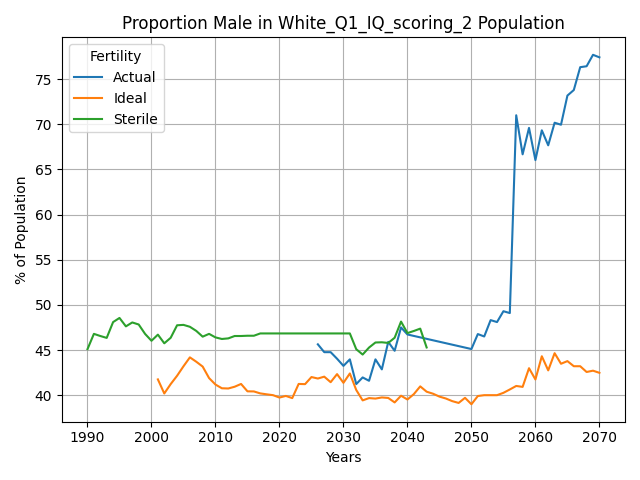 Proportion Male in White_Q1_IQ_scoring_2 Population
Fertility
Actual
Ideal
Sterile
% of Population
75
70
65
60
55
50
45
40
1990 2000 2010 2020 2030 2040 2050 2060 2070
Years